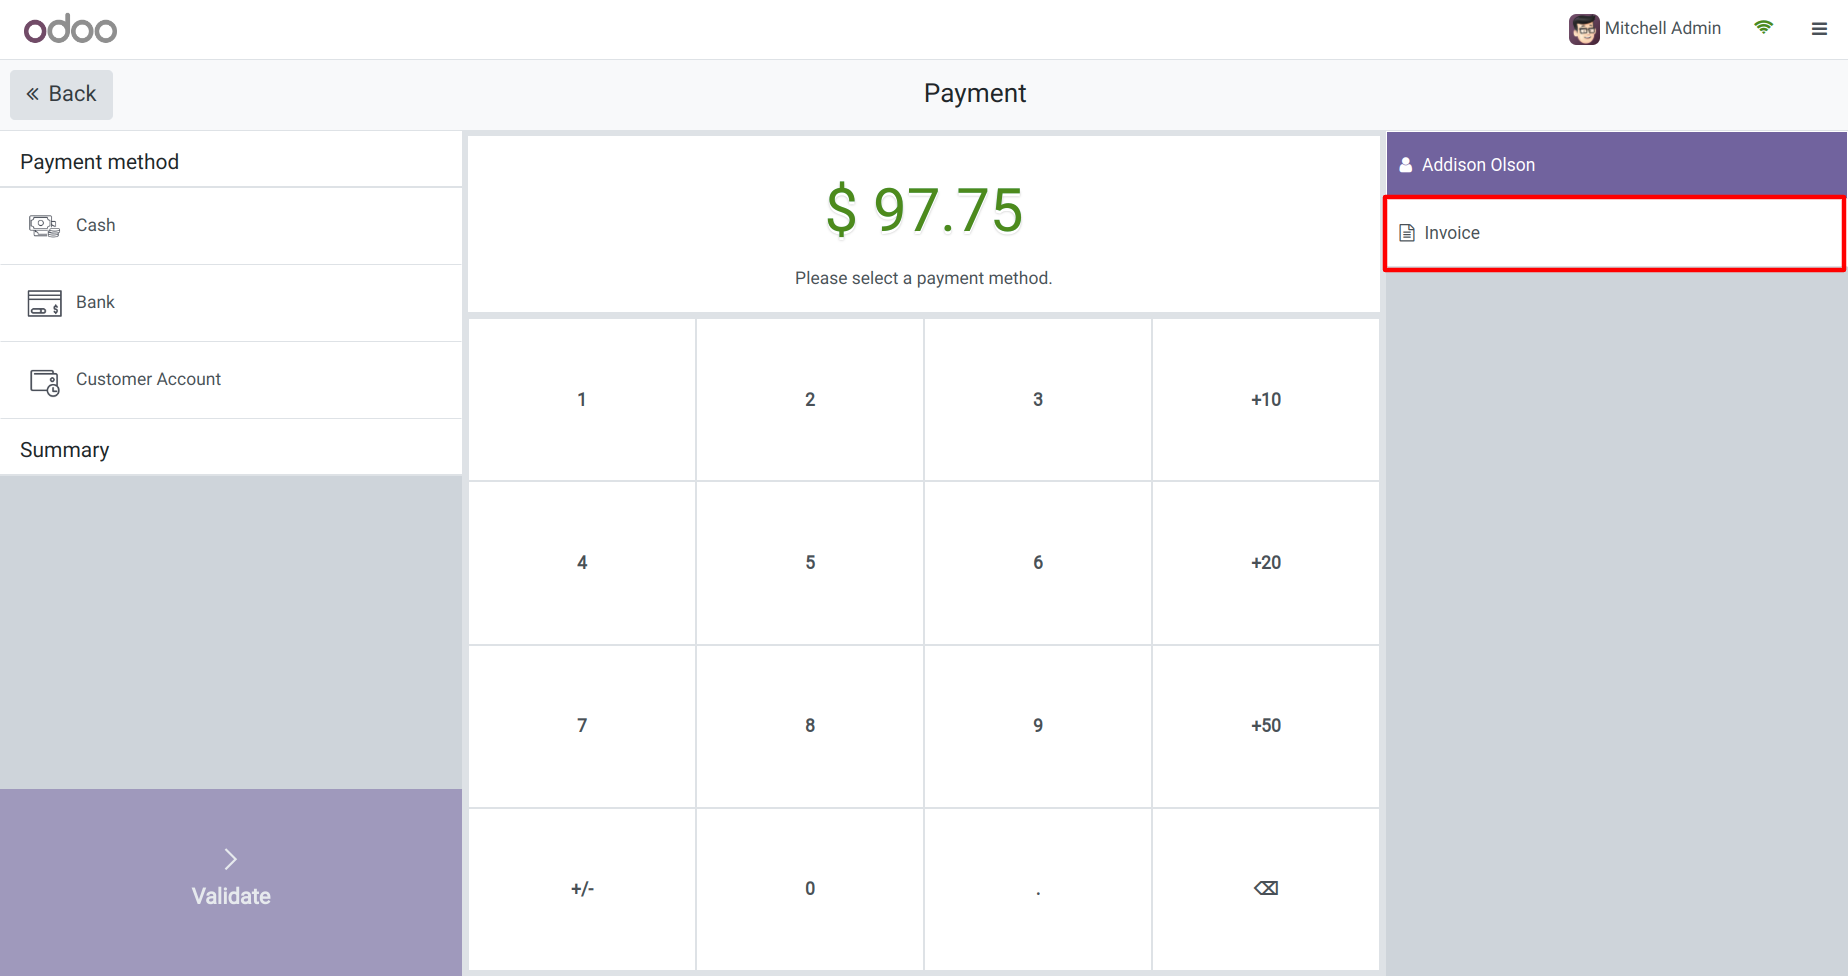 odoo
Mitchell Admin
« Back
Payment
Payment method
Cash
Bank
Customer Account
Summary
Validate
$ 97.75
Please select a payment method.
1 2 3 +10
4 5 6 +20
7 8 9 +50
+/- 0 . ⌫
Addison Olson
Invoice